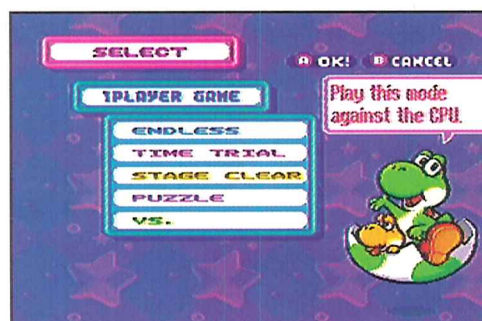 SELECT
A OK! B CANCEL
1PLAYER GAME
Play this mode
against the CPU.
ENDLESS
TIME TRIAL
STAGE CLEAR
PUZZLE
VS.